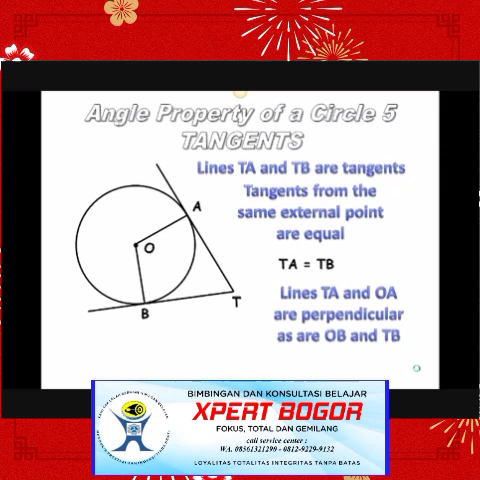 Angle Property of a Circle 5
TANGENTS
Lines TA and TB are tangents
Tangents from the
same external point
are equal
TA = TB
Lines TA and OA
are perpendicular
as are OB and TB
A
O
T
B
BIMBINGAN DAN KONSULTASI BELAJAR
XPERT BOGOR
FOKUS, TOTAL DAN GEMILANG
call service center :
WA. 08561321290 - 0812-9229-9132
LOYALITAS TOTALITAS INTEGRITAS TANPA BATAS